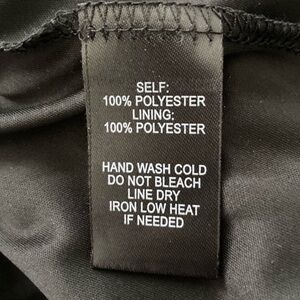 SELF:
100% POLYESTER
LINING:
100% POLYESTER
HAND WASH COLD
DO NOT BLEACH
LINE DRY
IRON LOW HEAT
IF NEEDED